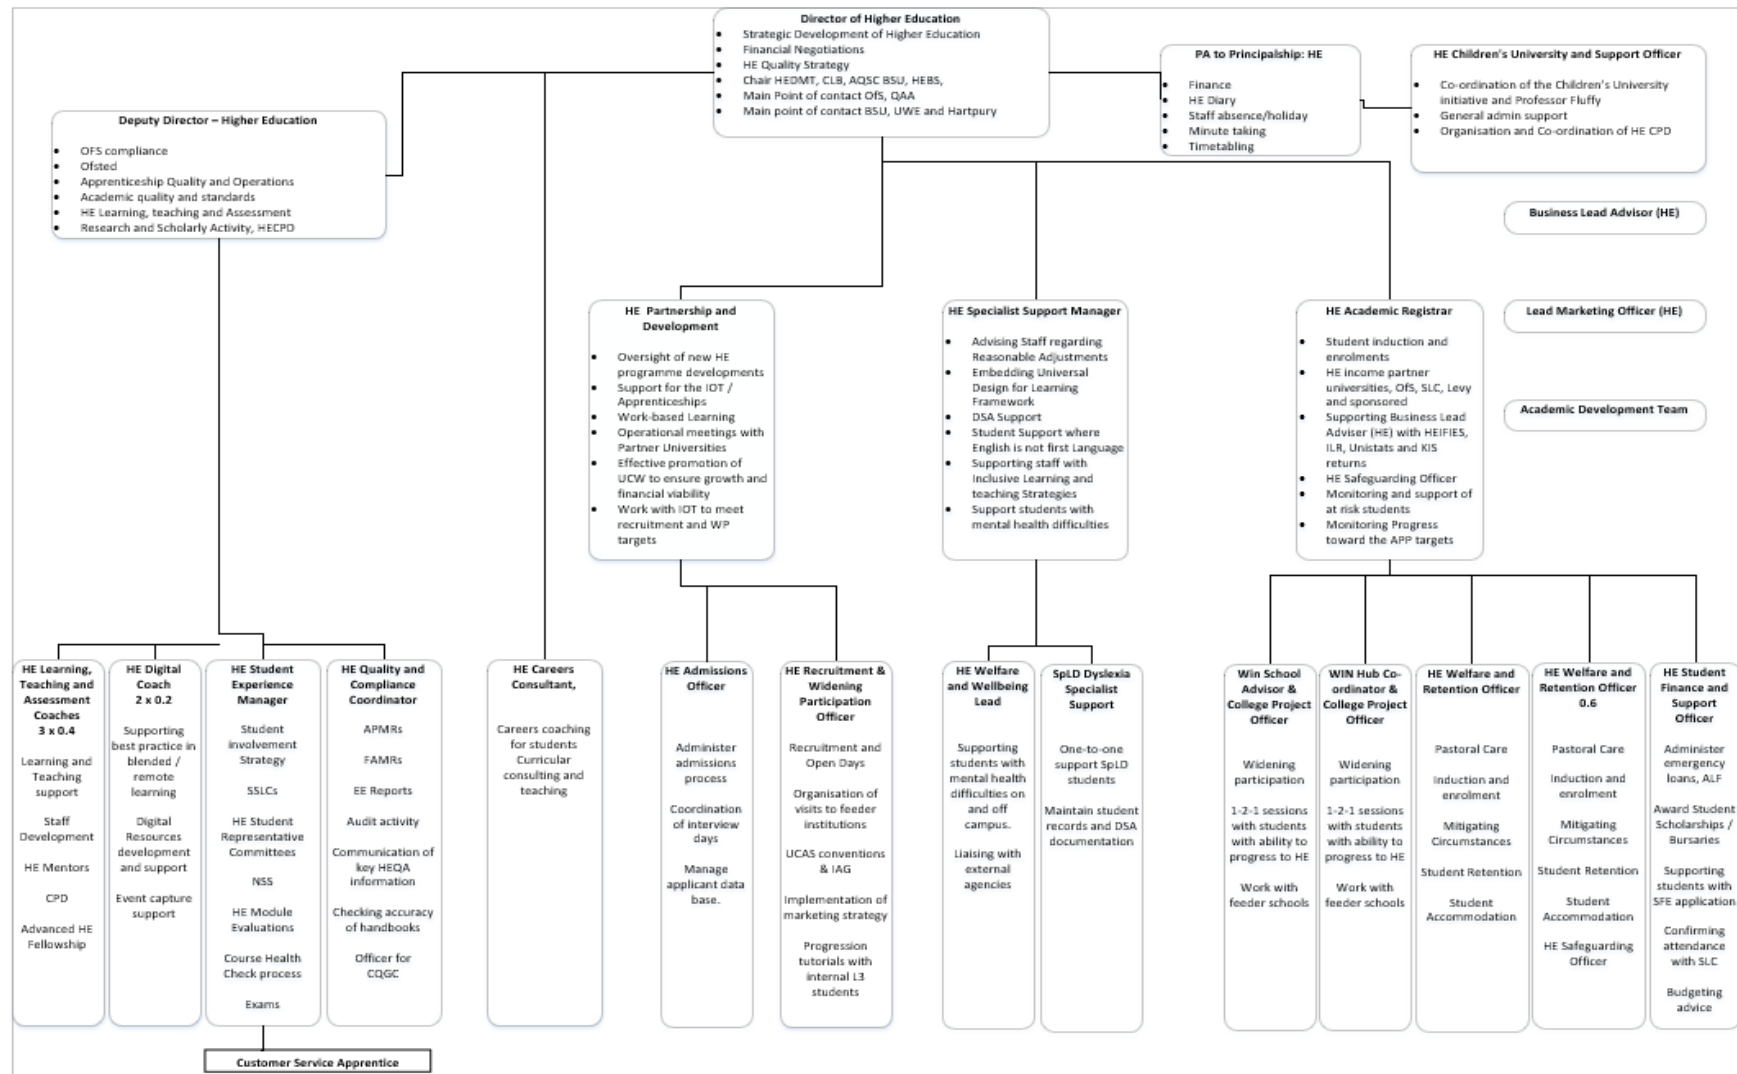 Director of Higher Education
Strategic Development of Higher Education
Financial Negotiations
HE Quality Strategy
Chair HEDMT, CLB, AQSC BSU, HEBS,
Main Point of contact OfS, QAA
Main point of contact BSU, UWE and Hartpury
PA to Principalship: HE
Finance
HE Diary
Staff absence/holiday
Minute taking
Timetabling
HE Children's University and Support Officer
Co-ordination of the Children's University
initiative and Professor Fluffy
General admin support
Organisation and Co-ordination of HE CPD
Deputy Director – Higher Education
OFS compliance
Ofsted
Apprenticeship Quality and Operations
Academic quality and standards
HE Learning, teaching and Assessment
Research and Scholarly Activity, HECPD
Business Lead Advisor (HE)
Lead Marketing Officer (HE)
Academic Development Team
HE Partnership and
Development
Oversight of new HE
programme developments
Support for the IOT /
Apprenticeships
Work-based Learning
Operational meetings with
Partner Universities
Effective promotion of
UCW to ensure growth and
financial viability
Work with IOT to meet
recruitment and WP
targets
HE Specialist Support Manager
Advising Staff regarding
Reasonable Adjustments
Embedding Universal
Design for Learning
Framework
DSA Support
Student Support where
English is not first Language
Supporting staff with
Inclusive Learning and
teaching Strategies
Support students with
mental health difficulties
HE Academic Registrar
Student induction and
enrolments
HE income partner
universities, OfS, SLC, Levy
and sponsored
Supporting Business Lead
Adviser (HE) with HEIFIES,
ILR, Unistats and KIS
returns
HE Safeguarding Officer
Monitoring and support of
at risk students
Monitoring Progress
toward the APP targets
HE Learning,
Teaching and
Assessment
Coaches
3 x 0.4
Learning and
Teaching
support
Staff
Development
HE Mentors
CPD
Advanced HE
Fellowship
HE Digital
Coach
2 x 0.2
Supporting
best practice in
blended /
remote
learning
Digital
Resources
development
and support
Event capture
support
HE Student
Experience
Manager
Student
involvement
Strategy
SSLCs
HE Student
Representative
Committees
NSS
HE Module
Evaluations
Course Health
Check process
Exams
HE Quality and
Compliance
Coordinator
APMRs
FAMRs
EE Reports
Audit activity
Communication of
key HEQA
information
Checking accuracy
of handbooks
Officer for
CQGC
HE Careers
Consultant,
Careers coaching
for students
Curricular
consulting and
teaching
HE Admissions
Officer
Administer
admissions
process
Coordination
of interview
days
Manage
applicant data
base.
HE Recruitment &
Widening
Participation
Officer
Recruitment and
Open Days
Organisation of
visits to feeder
institutions
UCAS conventions
& IAG
Implementation of
marketing strategy
Progression
tutorials with
internal L3
students
HE Welfare
and Wellbeing
Lead
Supporting
students with
mental health
difficulties on
and off
campus.
Liaising with
external
agencies
SpLD Dyslexia
Specialist
Support
One-to-one
support SpLD
students
Maintain student
records and DSA
documentation
Win School
Advisor &
College Project
Officer
Widening
participation
1-2-1 sessions
with students
with ability to
progress to HE
Work with
feeder schools
WIN Hub Co-
ordinator &
College Project
Officer
Widening
participation
1-2-1 sessions
with students
with ability to
progress to HE
Work with
feeder schools
HE Welfare and
Retention Officer
Pastoral Care
Induction and
enrolment
Mitigating
Circumstances
Student Retention
Student
Accommodation
HE Welfare and
Retention Officer
0.6
Pastoral Care
Induction and
enrolment
Mitigating
Circumstances
Student Retention
Student
Accommodation
HE Safeguarding
Officer
HE Student
Finance and
Support
Officer
Administer
emergency
loans, ALF
Award Student
Scholarships /
Bursaries
Supporting
students with
SFE application
Confirming
attendance
with SLC
Budgeting
advice
Customer Service Apprentice